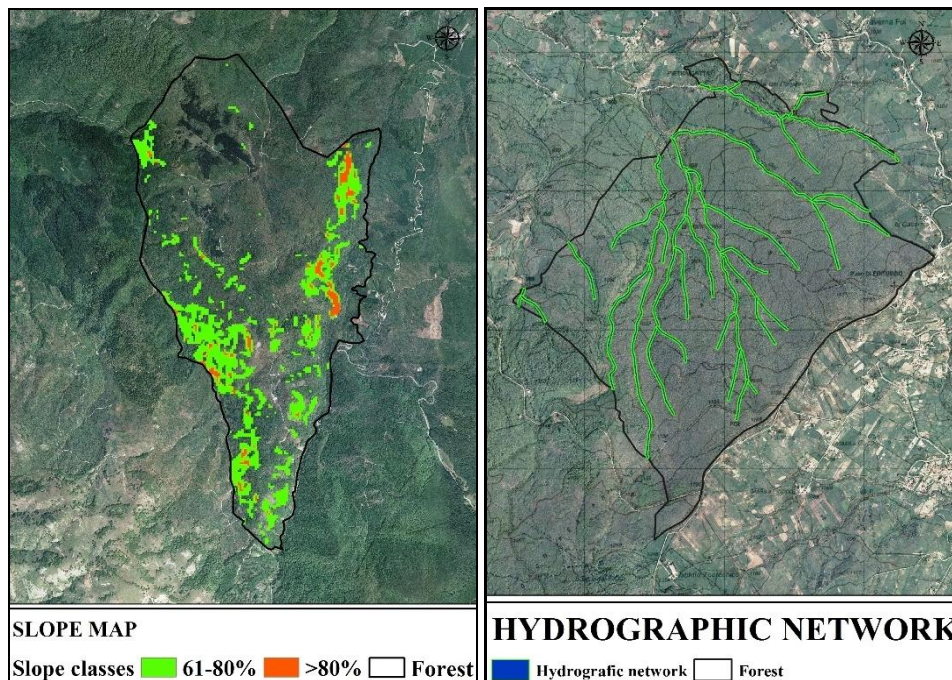 SLOPE MAP
Slope classes 61-80% >80% Forest
HYDROGRAPHIC NETWORK
Hydrografic network Forest